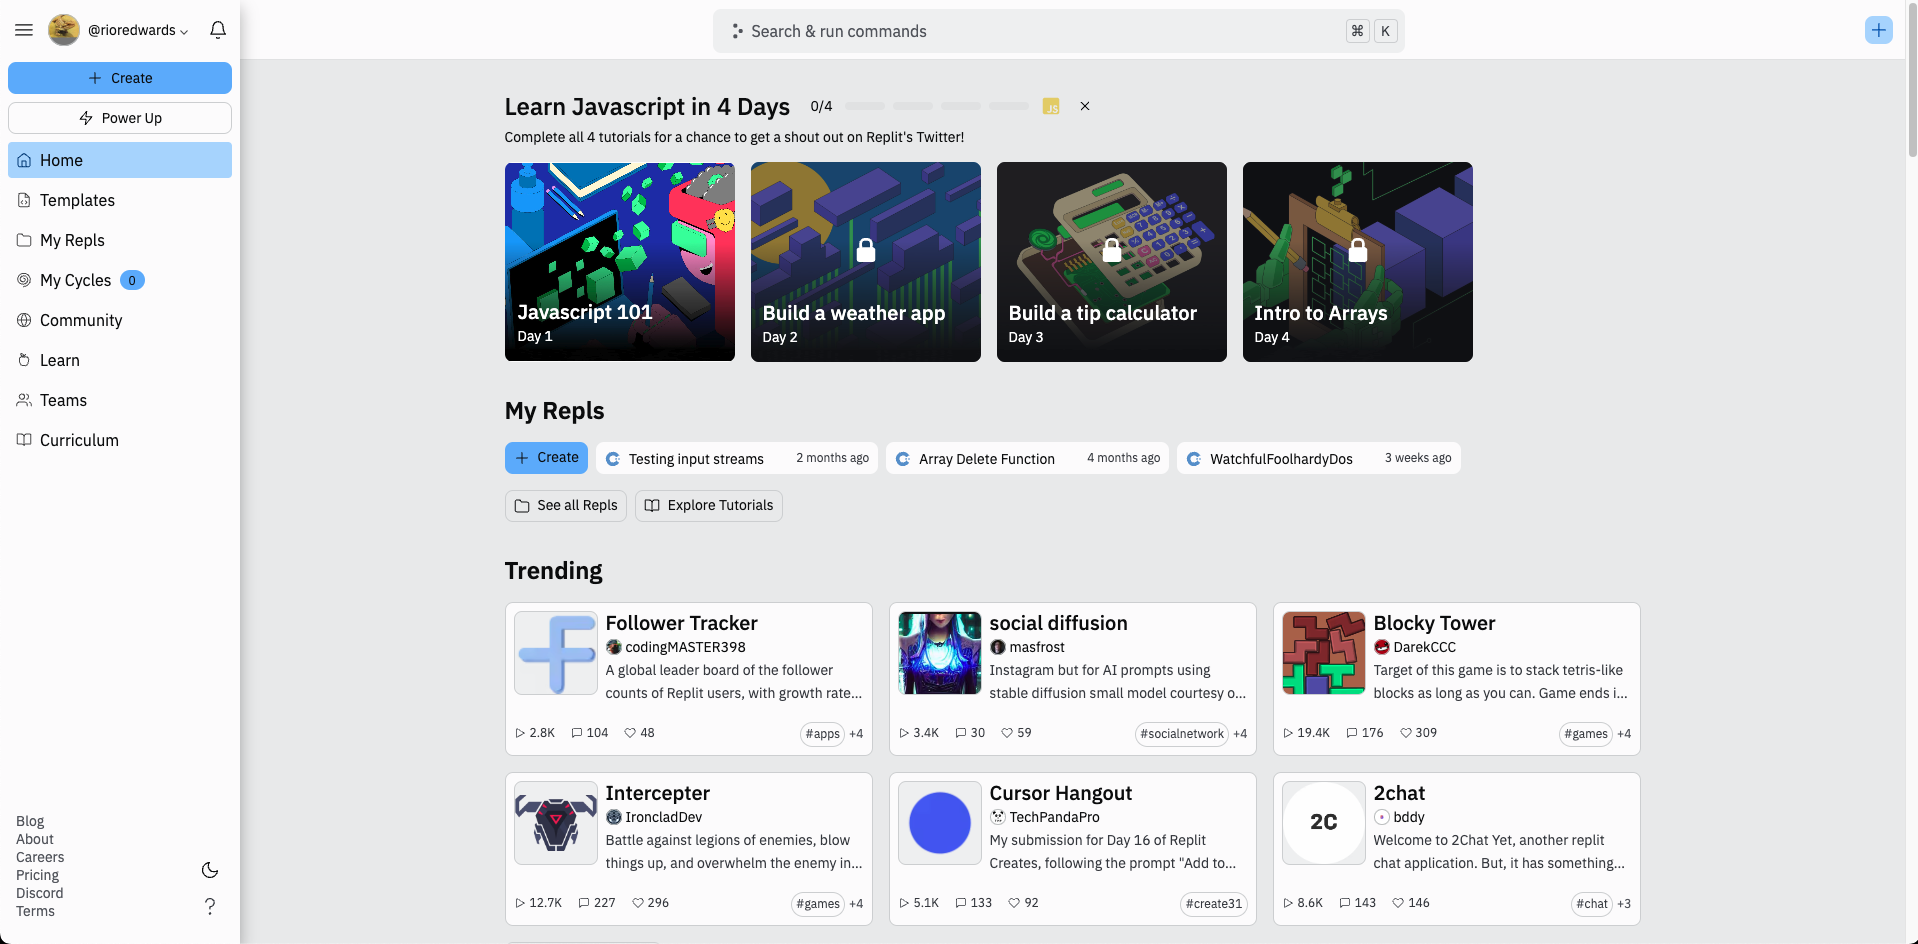 @rioredwards
Create
Power Up
Home
Templates
My Repls
My Cycles 0
Community
Learn
Teams
Curriculum
Blog
About
Careers
Pricing
Discord
Terms
?
Search & run commands ⌘ K
Learn Javascript in 4 Days 0/4 JS
Complete all 4 tutorials for a chance to get a shout out on Replit's Twitter!
Javascript 101
Day 1
Build a weather app
Day 2
Build a tip calculator
Day 3
Intro to Arrays
Day 4
My Repls
Create Testing input streams 2 months ago Array Delete Function 4 months ago WatchfulFoolhardyDos 3 weeks ago
See all Repls Explore Tutorials
Trending
Follower Tracker
codingMASTER398
A global leader board of the follower
counts of Replit users, with growth rate...
2.8K 104 48 #apps +4
social diffusion
masfrost
Instagram but for AI prompts using
stable diffusion small model courtesy o...
3.4K 30 59 #socialnetwork +4
Blocky Tower
DarekCCC
Target of this game is to stack tetris-like
blocks as long as you can. Game ends i...
19.4K 176 309 #games +4
Intercepter
IroncladDev
Battle against legions of enemies, blow
things up, and overwhelm the enemy in...
12.7K 227 296 #games +4
Cursor Hangout
TechPandaPro
My submission for Day 16 of Replit
Creates, following the prompt "Add to...
5.1K 133 92 #create31
2C
2chat
bddy
Welcome to 2Chat Yet, another replit
chat application. But, it has something...
8.6K 143 146 #chat +3